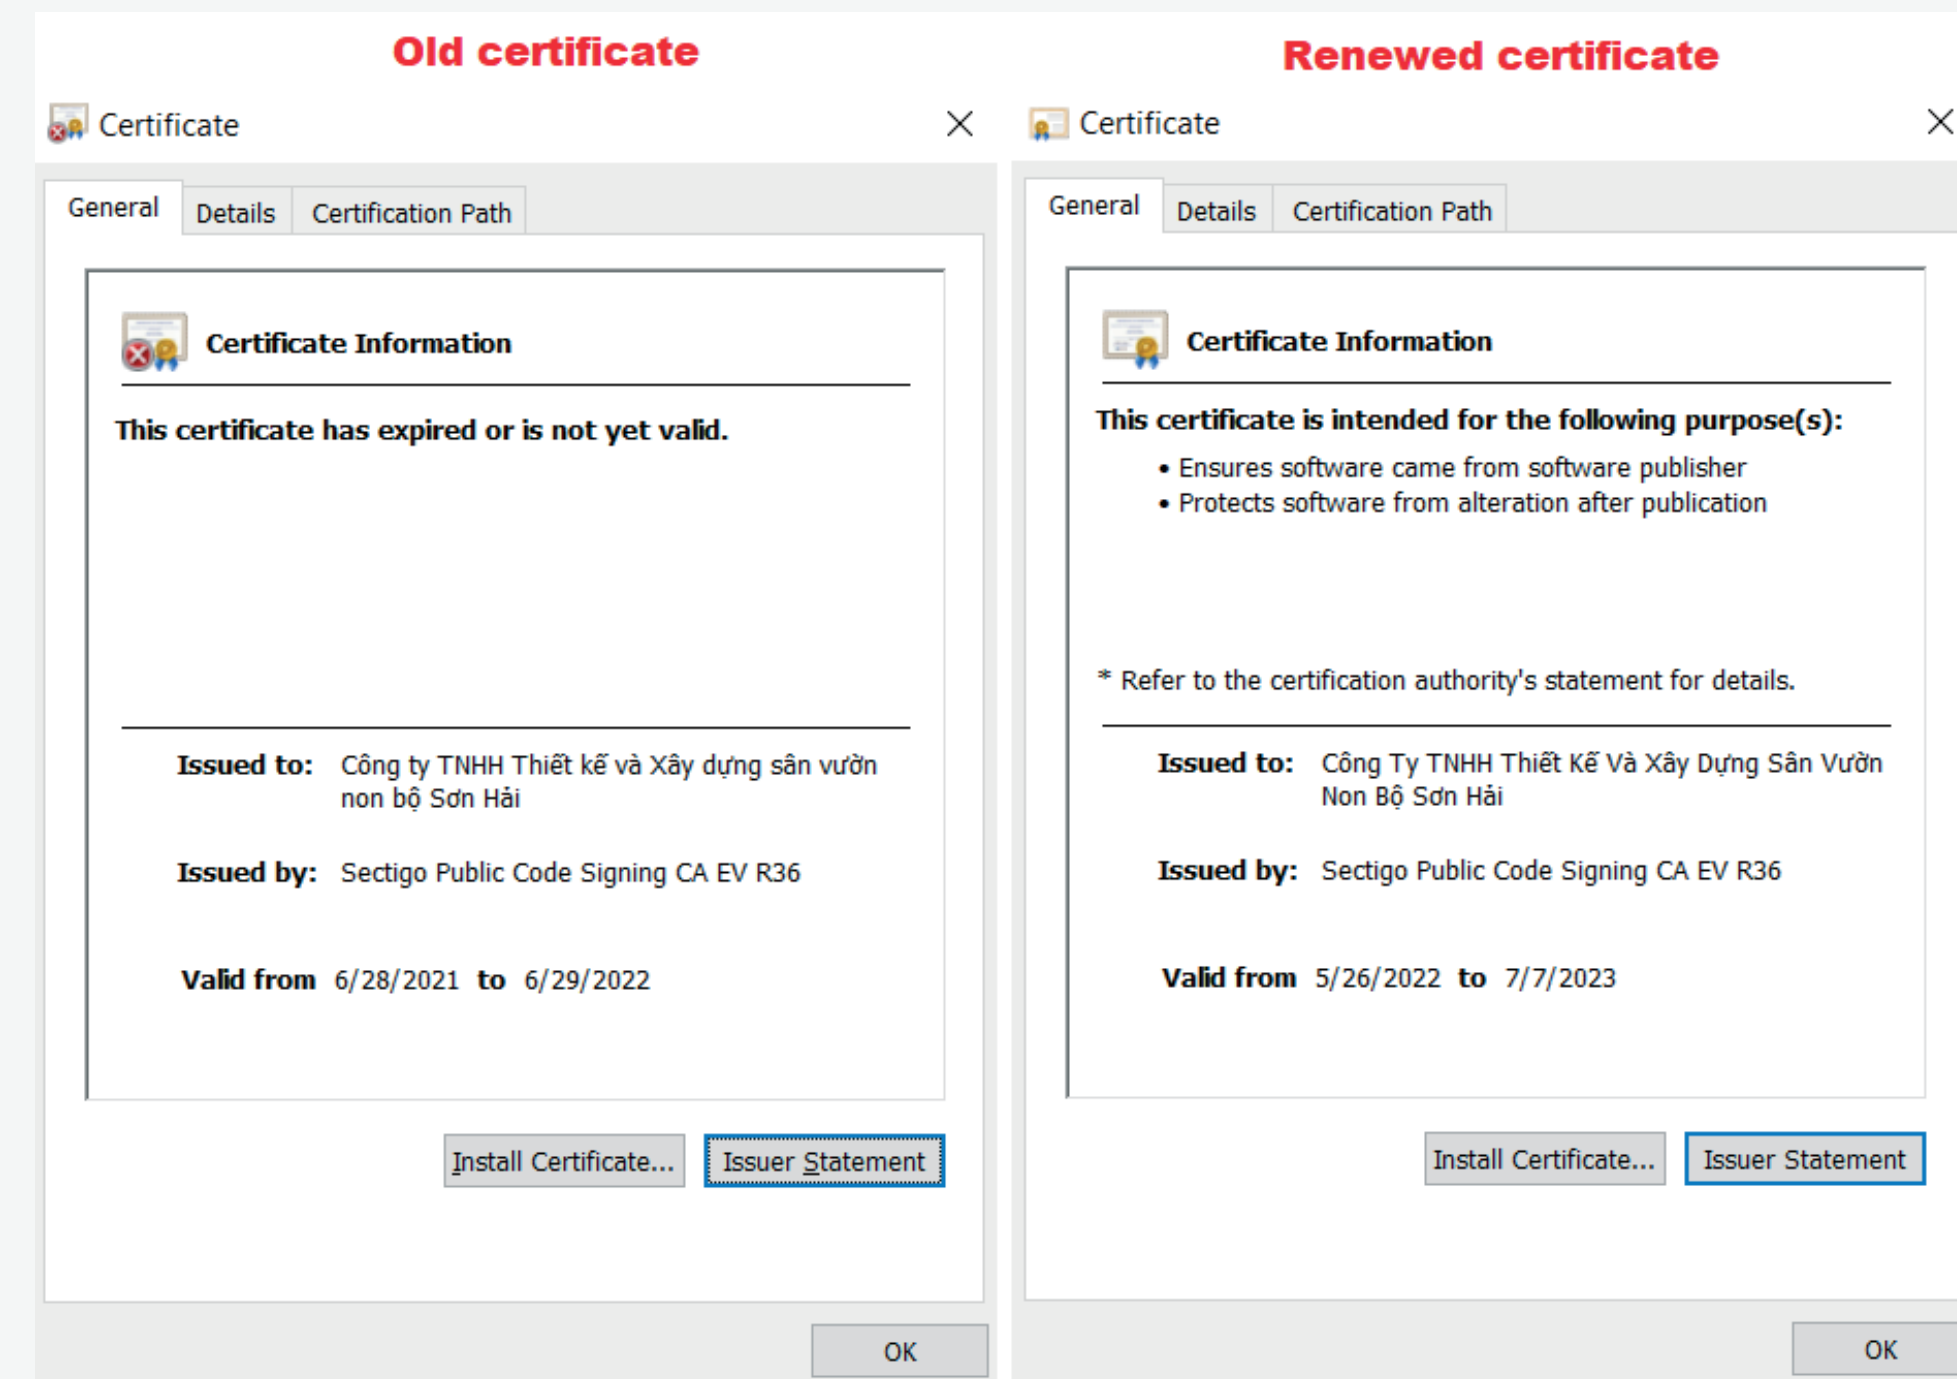 Old certificate
Certificate
General Details Certification Path
Certificate Information
This certificate has expired or is not yet valid.
Issued to: Công ty TNHH Thiết kế và Xây dựng sân vườn
non bộ Sơn Hải
Issued by: Sectigo Public Code Signing CA EV R36
Valid from 6/28/2021 to 6/29/2022
Install Certificate... Issuer Statement
OK
Renewed certificate
Certificate
General Details Certification Path
Certificate Information
This certificate is intended for the following purpose(s):
• Ensures software came from software publisher
• Protects software from alteration after publication
* Refer to the certification authority's statement for details.
Issued to: Công Ty TNHH Thiết Kế Và Xây Dựng Sân Vườn
Non Bộ Sơn Hải
Issued by: Sectigo Public Code Signing CA EV R36
Valid from 5/26/2022 to 7/7/2023
Install Certificate... Issuer Statement
OK